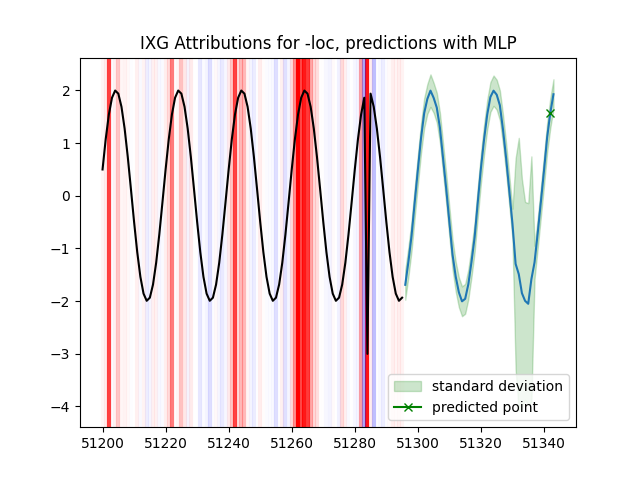 IXG Attributions for -loc, predictions with MLP
2
1
0
−1
−2
−3
−4
standard deviation
predicted point
51200 51220 51240 51260 51280 51300 51320 51340